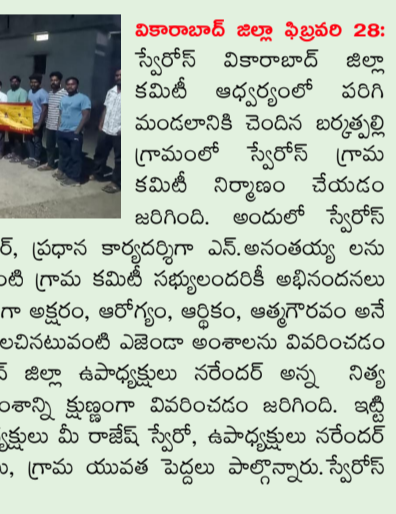 వికారాబాద్ జిల్లా ఫిబ్రవరి 28:
స్వేరోస్ వికారాబాద్ జిల్లా
కమిటీ ఆధ్వర్యంలో పరిగి
మండలానికి చెందిన బర్కత్పల్లి
గ్రామంలో స్వేరోస్ గ్రామ
కమిటీ నిర్మాణం చేయడం
జరిగింది. అందులో స్వేరోస్
ర్, ప్రధాన కార్యదర్శిగా ఎన్.అనంతయ్య లను
ంటి గ్రామ కమిటీ సభ్యులందరికీ అభినందనలు
గా అక్షరం, ఆరోగ్యం, ఆర్థికం, ఆత్మగౌరవం అనే
లచినటువంటి ఎజెండా అంశాలను వివరించడం
జిల్లా ఉపాధ్యక్షులు నరేందర్ అన్న నిత్య
ంశాన్ని క్షుణ్ణంగా వివరించడం జరిగింది. ఇట్టి
్యక్షులు మీ రాజేష్ స్వేరో, ఉపాధ్యక్షులు నరేందర్
లు, గ్రామ యువత పెద్దలు పాల్గొన్నారు.స్వేరోస్